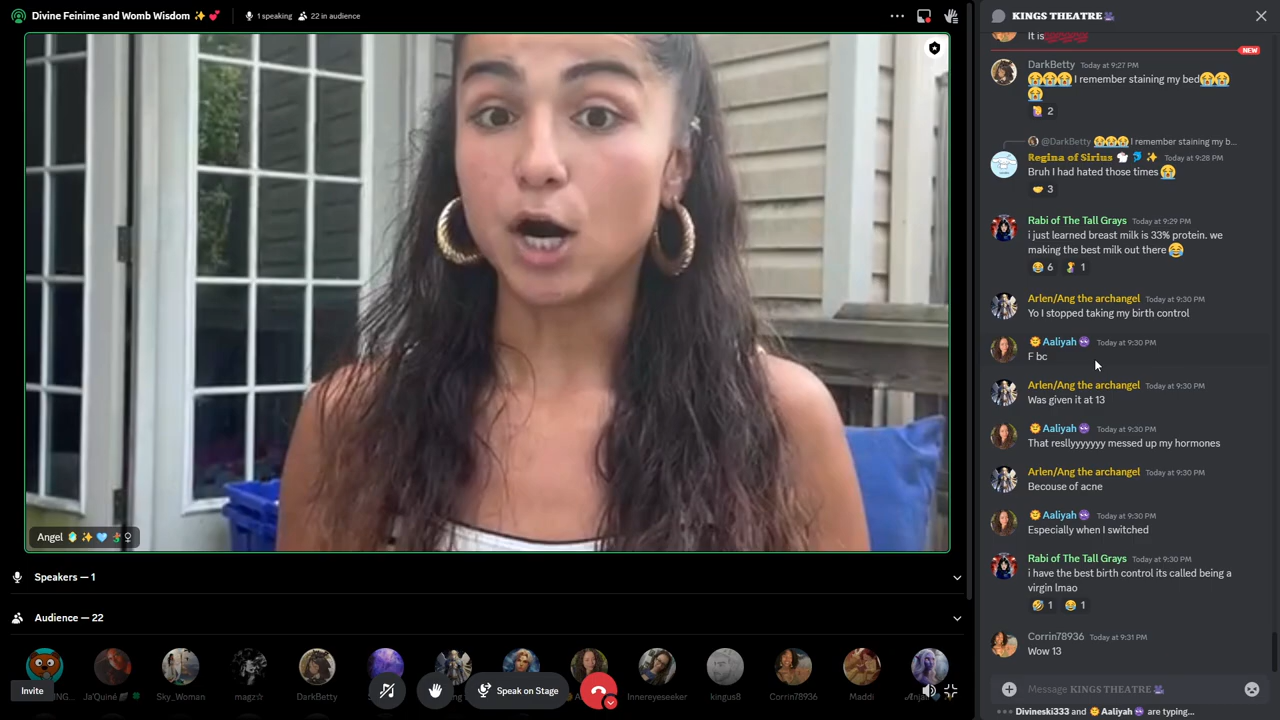 Divine Feinime and Womb Wisdom ✨ 💕
1 speaking 22 in audience
Angel
Speakers — 1
Audience — 22
Ja'Quiné
Sky_Woman
magz☆
DarkBetty
Innereyeseeker
kingus8
Corrin78936
Maddi
Invite
Speak on Stage
KINGS THEATRE
It is
NEW
DarkBetty Today at 9:27 PM
😭😭😭 I remember staining my bed😭😭
😭
2
@DarkBetty 😭😭😭 I remember staining my b...
Regina of Sirius Today at 9:28 PM
Bruh I had hated those times 😭
3
Rabi of The Tall Grays Today at 9:29 PM
i just learned breast milk is 33% protein. we
making the best milk out there 😂
6 1
Arlen/Ang the archangel Today at 9:30 PM
Yo I stopped taking my birth control
Aaliyah Today at 9:30 PM
F bc
Arlen/Ang the archangel Today at 9:30 PM
Was given it at 13
Aaliyah Today at 9:30 PM
That resllyyyyyyy messed up my hormones
Arlen/Ang the archangel Today at 9:30 PM
Becouse of acne
Aaliyah Today at 9:30 PM
Especially when I switched
Rabi of The Tall Grays Today at 9:30 PM
i have the best birth control its called being a
virgin lmao
1 1
Corrin78936 Today at 9:31 PM
Wow 13
Message KINGS THEATRE
Divineski333 and Aaliyah are typing...